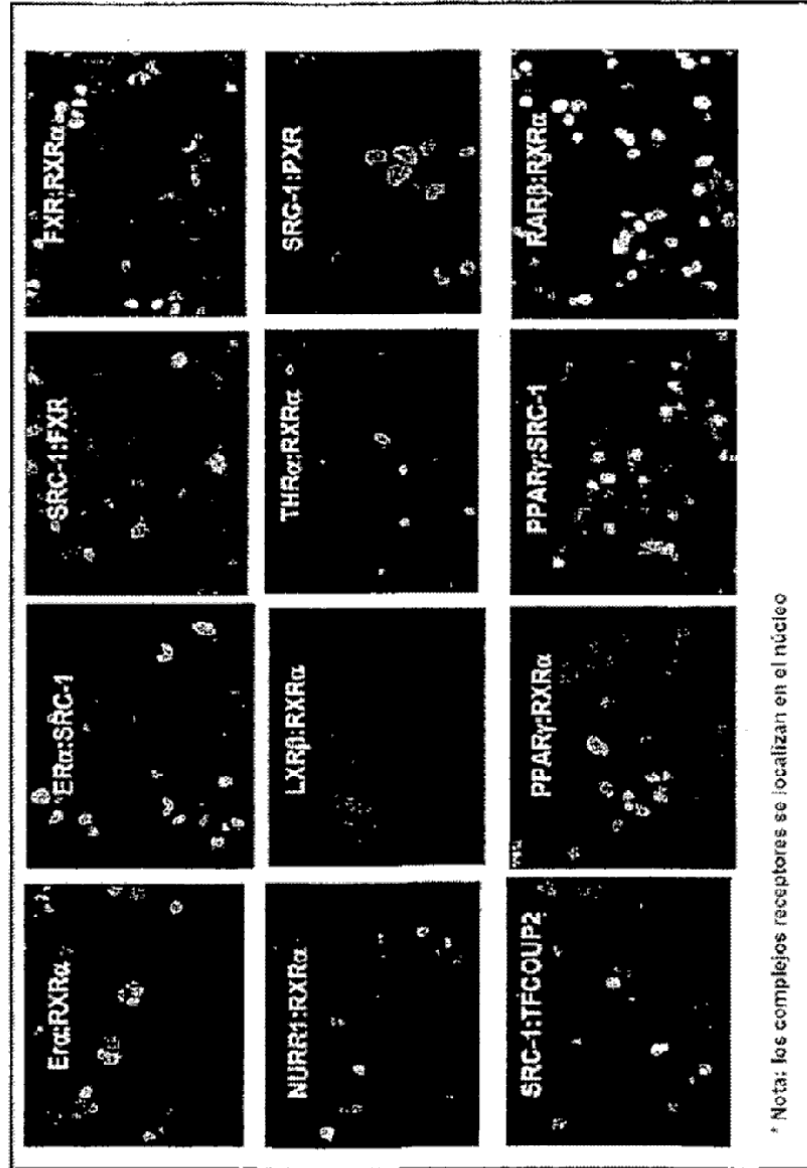 Erα:RXRα
ERα:SRC-1
SRC-1:FXR
FXR:RXRα
NURR1:RXRα
LXRβ:RXRα
THRα:RXRα
SRC-1:PXR
SRC-1:TFCOUP2
PPARγ:RXRα
PPARγ:SRC-1
RARβ:RXRα
* Nota: los complejos receptores se localizan en el núcleo